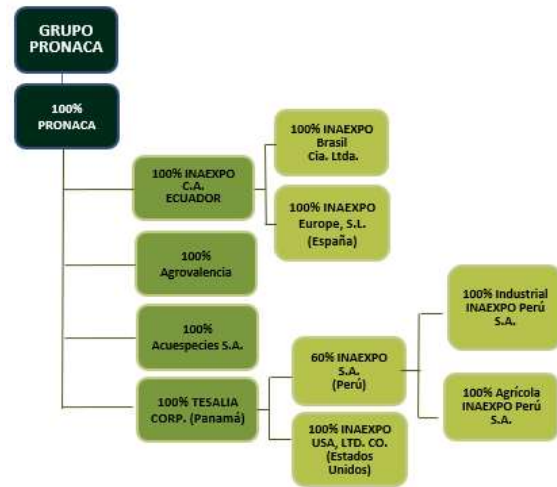 GRUPO
PRONACA
100%
PRONACA
100% INAEXPO
C.A.
ECUADOR
100% INAEXPO
Brasil
Cia. Ltda.
100% INAEXPO
Europe, S.L.
(España)
100%
Agrovalencia
100%
Acuespecies S.A.
100% TESALIA
CORP. (Panamá)
60% INAEXPO
S.A.
(Perú)
100% INAEXPO
USA, LTD. CO.
(Estados
Unidos)
100% Industrial
INAEXPO Perú
S.A.
100% Agrícola
INAEXPO Perú
S.A.